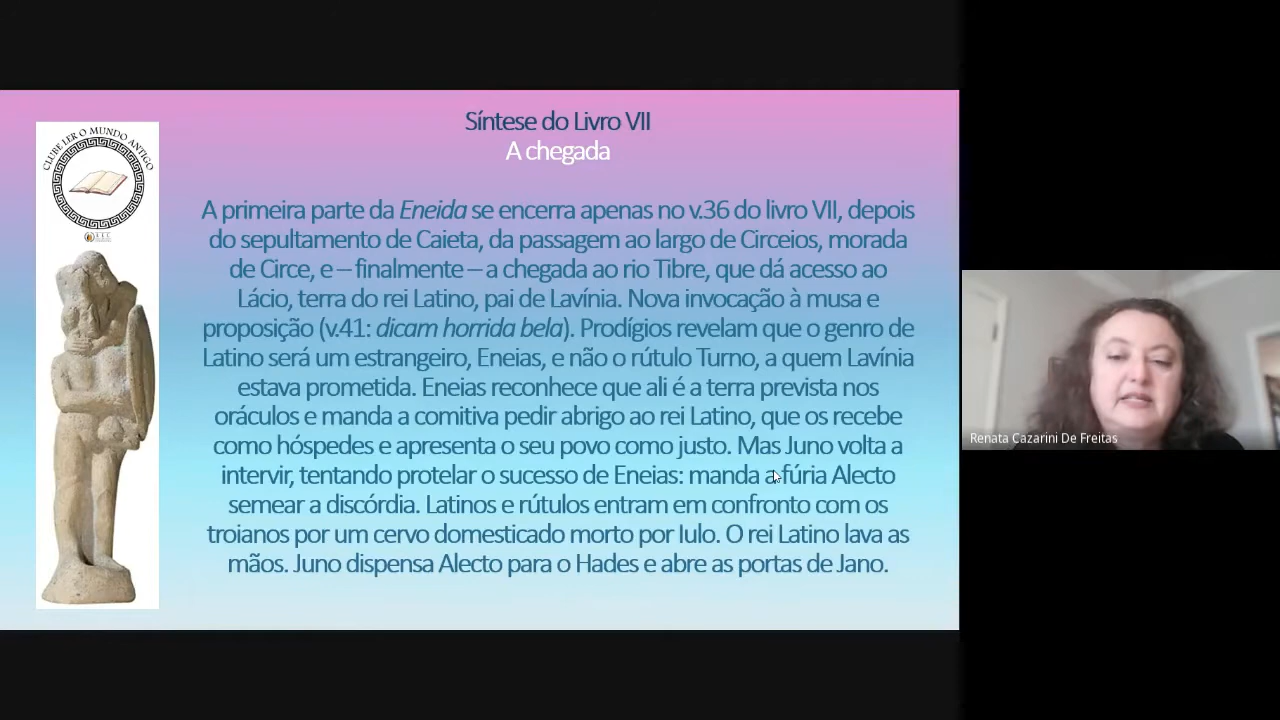 CLUBE LER O MUNDO ANTIGO
Síntese do Livro VII
A chegada
A primeira parte da Eneida se encerra apenas no v.36 do livro VII, depois
do sepultamento de Caieta, da passagem ao largo de Circeios, morada
de Circe, e – finalmente – a chegada ao rio Tibre, que dá acesso ao
Lácio, terra do rei Latino, pai de Lavínia. Nova invocação à musa e
proposição (v.41: dicam horrida bela). Prodígios revelam que o genro de
Latino será um estrangeiro, Eneias, e não o rútulo Turno, a quem Lavínia
estava prometida. Eneias reconhece que ali é a terra prevista nos
oráculos e manda a comitiva pedir abrigo ao rei Latino, que os recebe
como hóspedes e apresenta o seu povo como justo. Mas Juno volta a
intervir, tentando protelar o sucesso de Eneias: manda a fúria Alecto
semear a discórdia. Latinos e rútulos entram em confronto com os
troianos por um cervo domesticado morto por Iulo. O rei Latino lava as
mãos. Juno dispensa Alecto para o Hades e abre as portas de Jano.
Renata Cazarini De Freitas